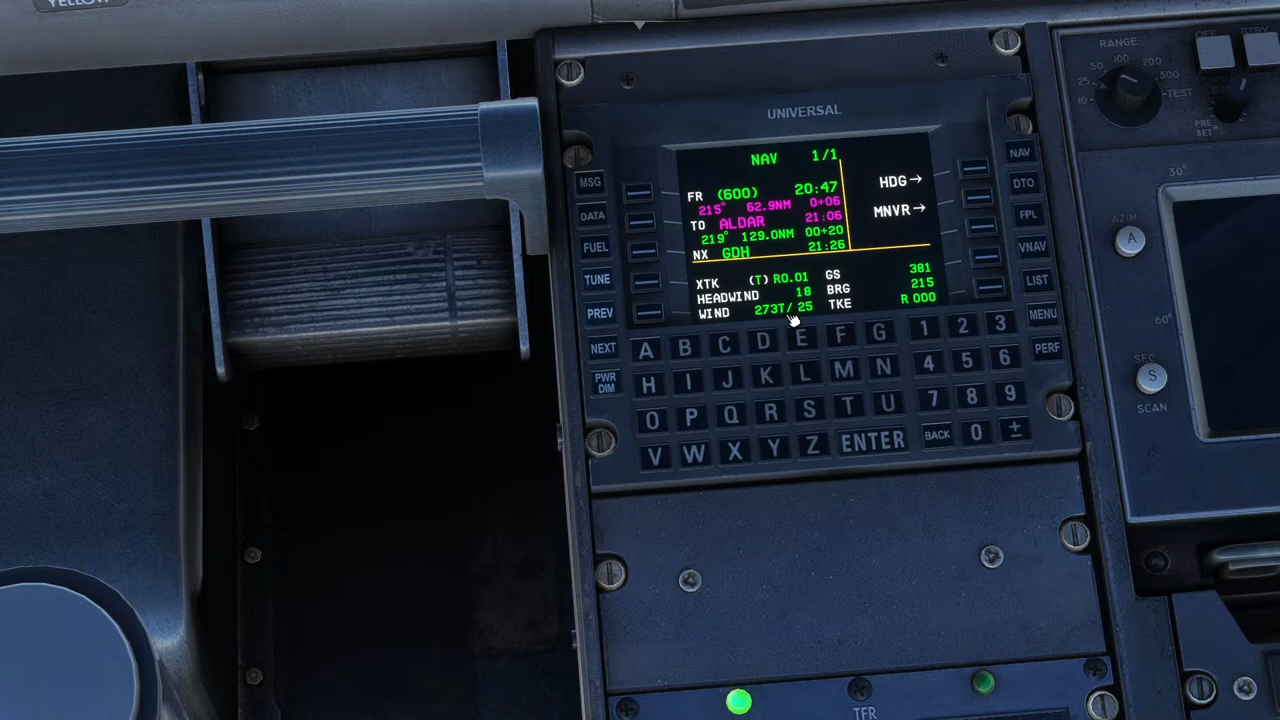 YELLOW
UNIVERSAL
NAV 1/1
FR (600) 20:47
215° 62.9NM 0+06
TO ALDAR 21:06
219° 129.0NM 00+20
NX GDH 21:26
HDG→
MNVR→
XTK (T) R0.01 GS 381
HEADWIND 18 BRG 215
WIND 273T/ 25 TKE R 000
MSG
DATA
FUEL
TUNE
PREV
NEXT
PWR
DIM
NAV
DTO
FPL
VNAV
LIST
MENU
PERF
A B C D E F G 1 2 3
H I J K L M N 4 5 6
O P Q R S T U 7 8 9
V W X Y Z ENTER BACK 0 ±
RANGE
10 25 50 100 200 300 TEST
PRE
SET
30°
AZIM
A
60°
SEC
S
SCAN
TFR